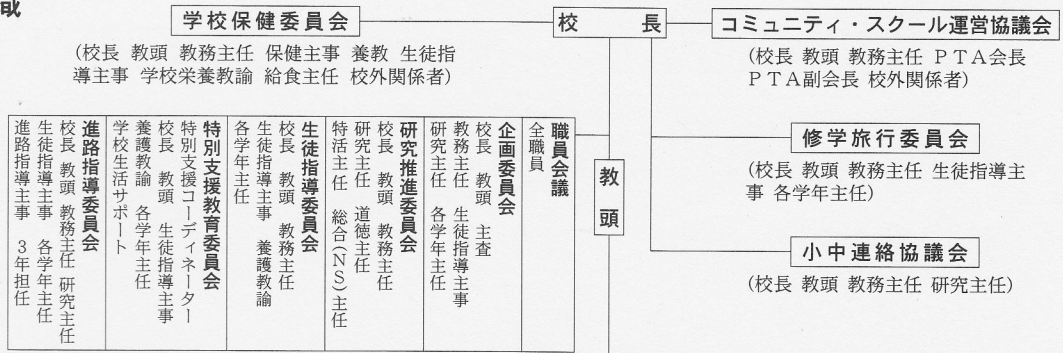 学校保健委員会
(校長 教頭 教務主任 保健主事 養教 生徒指
導主事 学校栄養教諭 給食主任 校外関係者)
校長
コミュニティ・スクール運営協議会
(校長 教頭 教務主任 PTA会長
PTA副会長 校外関係者)
修学旅行委員会
(校長 教頭 教務主任 生徒指導主
事 各学年主任)
小中連絡協議会
(校長 教頭 教務主任 研究主任)
教頭
職員会議
全職員
企画委員会
校長 教頭 主査
教務主任 生徒指導主事
研究主任 各学年主任
研究推進委員会
校長 教頭 教務主任
研究主任 道徳主任
特活主任 総合(NS)主任
生徒指導委員会
校長 教頭 教務主任
生徒指導主事 養護教諭
各学年主任
特別支援教育委員会
特別支援コーディネーター
校長 教頭 生徒指導主事
養護教諭 各学年主任
学校生活サポート
進路指導委員会
校長 教頭 教務主任 研究主任
生徒指導主事 各学年主任
進路指導主事 3年担任